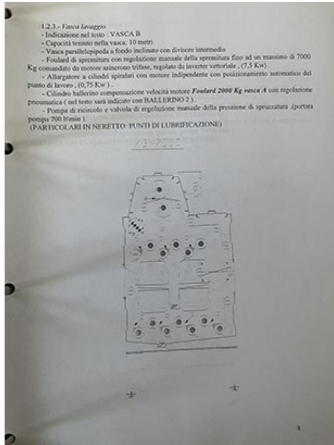 1.2.3.- Vasca lavaggio
- Indicazione nel testo : VASCA B
- Capacità tessuto nella vasca: 10 metri
- Vasca parallelepipeda a fondo inclinato con divisore intermedio
- Foulard di spremitura con regolazione manuale della spremitura fino ad un massimo di 7000
Kg comandato da motore asincrono trifase, regolato da inverter vettoriale , (7,5 Kw) .
- Allargatore a cilindri spiralati con motore indipendente con posizionamento automatico del
punto di lavoro , (0,75 Kw ) .
- Cilindro ballerino compensazione velocità motore Foulard 2000 Kg vasca A con regolazione
pneumatica ( nel testo sarà indicato con BALLERINO 2 ) .
- Pompa di ricircolo e valvola di regolazione manuale della pressione di spruzzatura (portata
pompa 700 lt/min ).
(PARTICOLARI IN NERETTO: PUNTI DI LUBRIFICAZIONE)